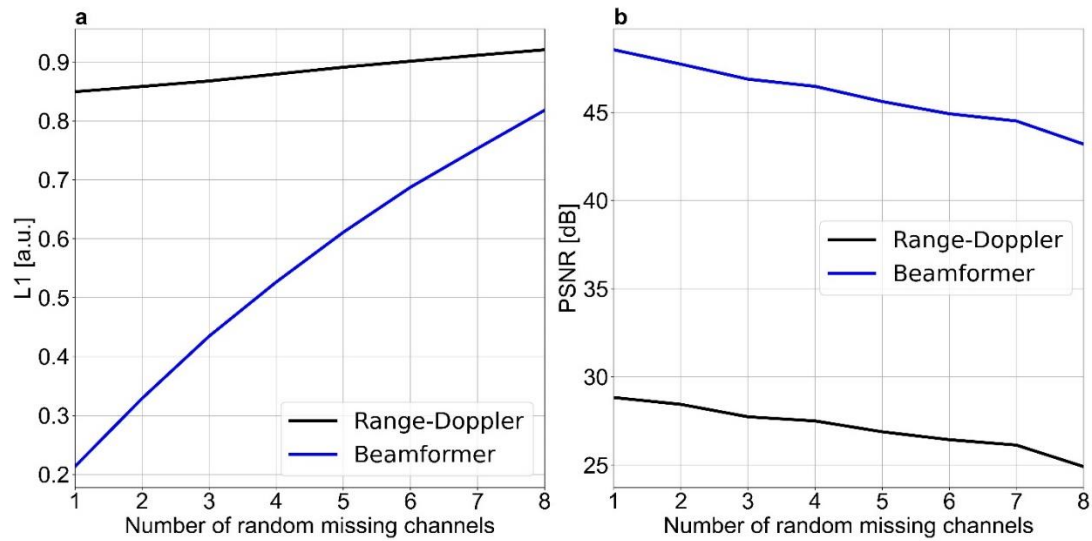 a
0.9
0.8
0.7
0.6
0.5
0.4
0.3
0.2
L1 [a.u.]
Range-Doppler
Beamformer
1 2 3 4 5 6 7 8
Number of random missing channels
b
45
40
35
30
25
PSNR [dB]
Range-Doppler
Beamformer
1 2 3 4 5 6 7 8
Number of random missing channels